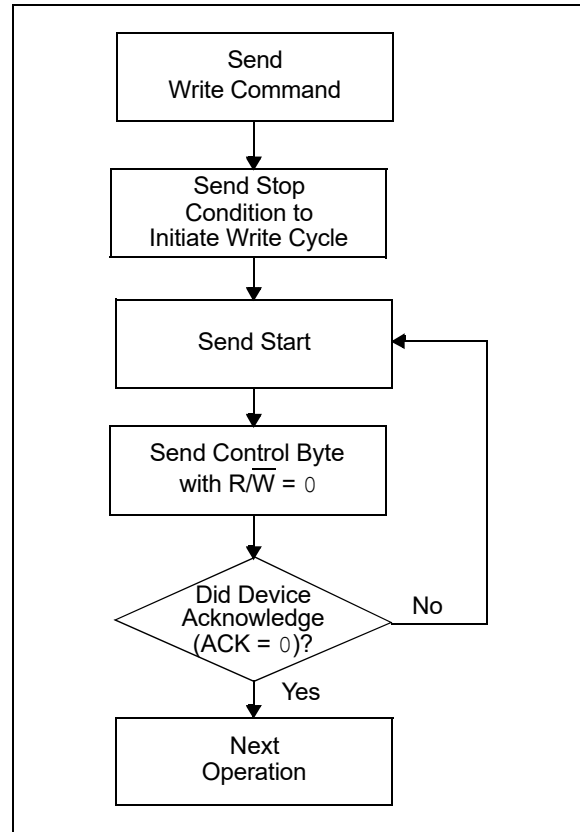 Send
Write Command
Send Stop
Condition to
Initiate Write Cycle
Send Start
Send Control Byte
with R/W̅ = 0
Did Device
Acknowledge
(ACK = 0)?
No
Yes
Next
Operation